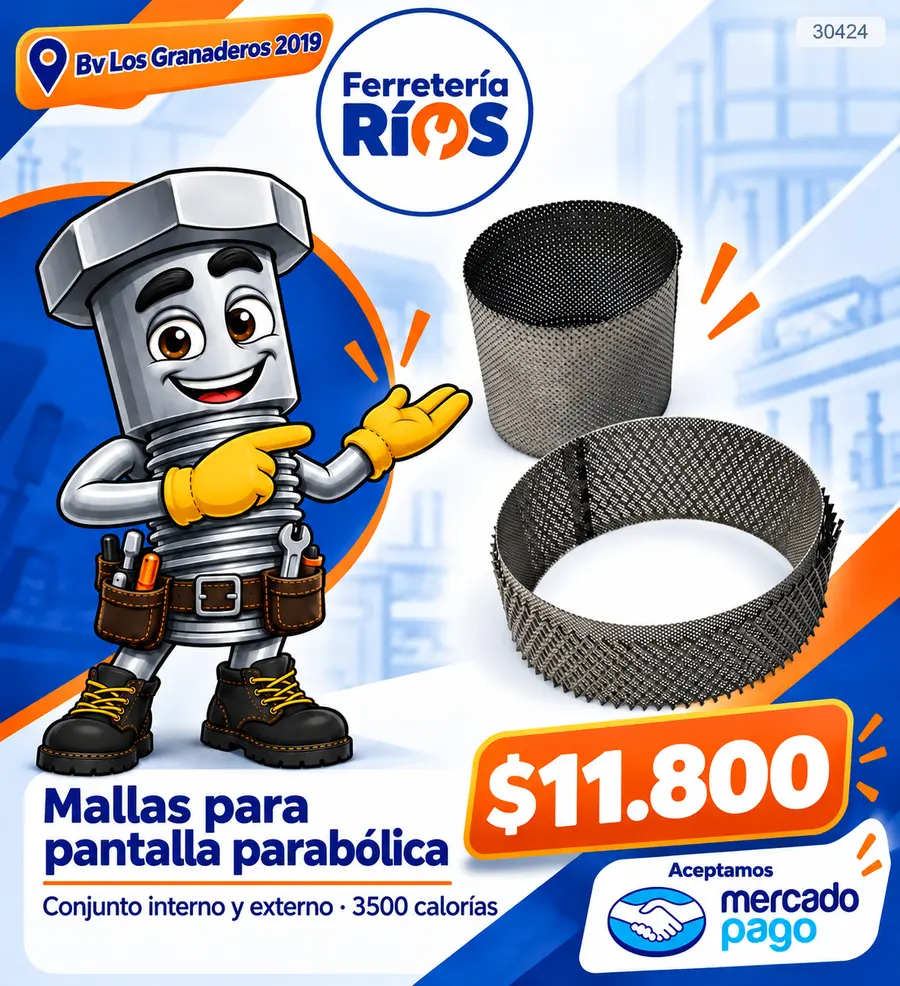 Bv Los Granaderos 2019
30424
Ferretería
RÍOS
$11.800
Mallas para
pantalla parabólica
Conjunto interno y externo · 3500 calorías
Aceptamos
mercado
pago